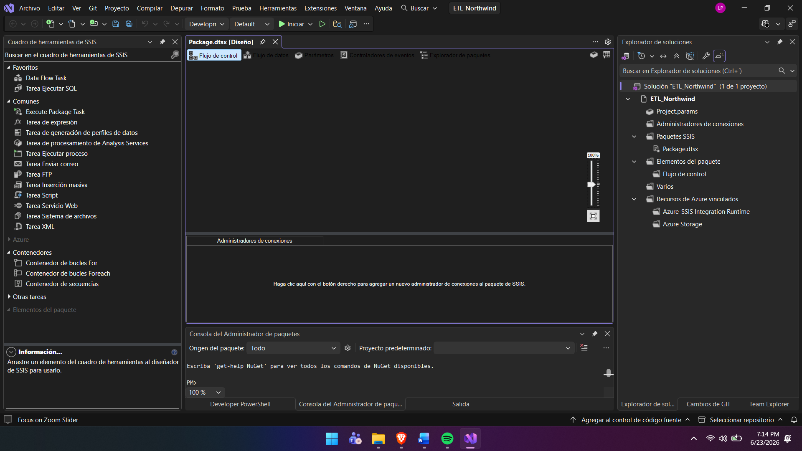 Archivo Editar Ver Git Proyecto Compilar Depurar Formato Prueba Analizar Herramientas Extensiones Ventana Ayuda Buscar ETL_Northwind
Develop Default Iniciar
Cuadro de herramientas de SSIS
Buscar en el cuadro de herramientas de SSIS
Favoritos
Data Flow Task
Tarea Ejecutar SQL
Comunes
Execute Package Task
Tarea de expresión
Tarea de generación de perfiles de datos
Tarea de procesamiento de Analysis Services
Tarea Ejecutar proceso
Tarea Enviar correo
Tarea FTP
Tarea Inserción masiva
Tarea Script
Tarea Servicio Web
Tarea Sistema de archivos
Tarea XML
Azure
Contenedores
Contenedor de bucles For
Contenedor de bucles Foreach
Contenedor de secuencias
Otras tareas
Elementos del paquete
Información...
Arrastre un elemento del cuadro de herramientas al diseñador de SSIS para usarlo.
Package.dtsx [Diseño]
Flujo de control
100%
Administradores de conexiones
Haga clic aquí con el botón derecho para agregar un nuevo administrador de conexiones al paquete de SSIS.
Consola del Administrador de paquetes
Origen del paquete: Todo Proyecto predeterminado:
Escriba 'get-help NuGet' para ver todos los comandos de NuGet disponibles.
PM>
100 %
Developer PowerShell Consola del Administrador de paqu... Salida
Explorador de soluciones
Buscar en Explorador de soluciones (Ctrl+')
Solución "ETL_Northwind" (1 de 1 proyecto)
ETL_Northwind
Project.params
Administradores de conexiones
Paquetes SSIS
Package.dtsx
Elementos del paquete
Flujo de control
Varios
Recursos de Azure vinculados
Azure-SSIS Integration Runtime
Azure Storage
Explorador de sol... Cambios de GIT Team Explorer
Focus on Zoom Slider Agregar al control de código fuente Seleccionar repositorio
7:14 PM
6/23/2026